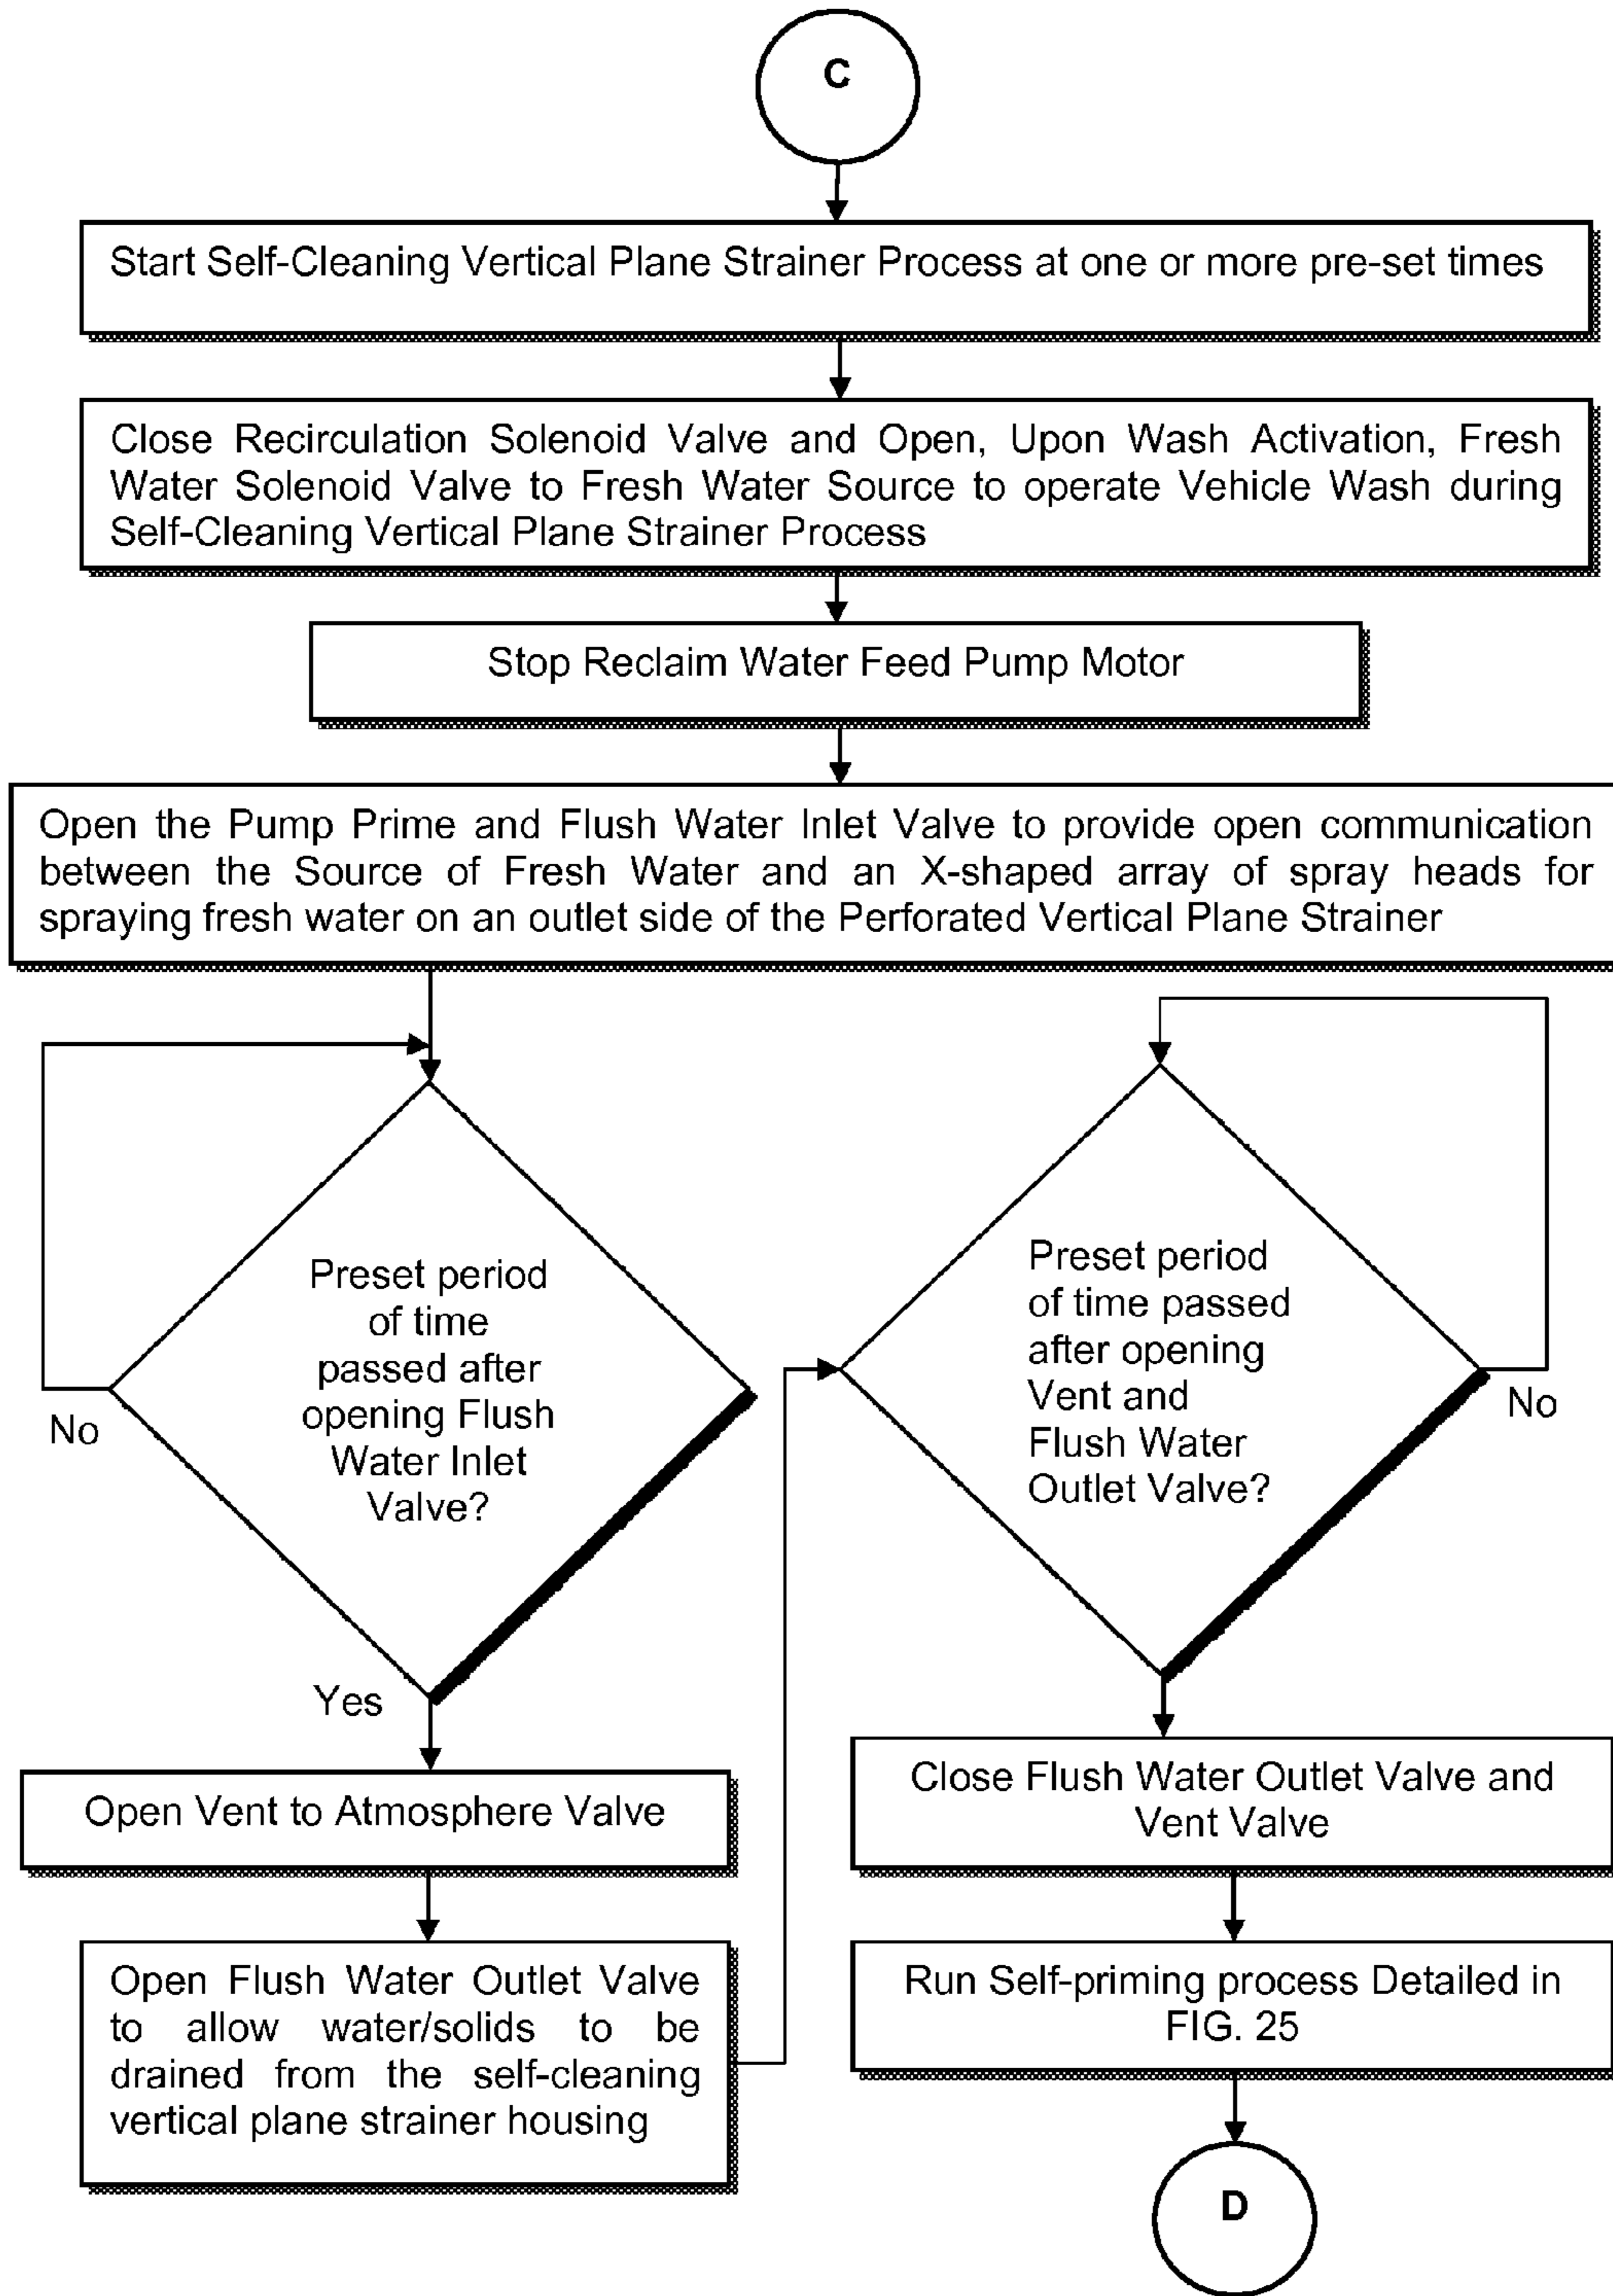 C
Start Self-Cleaning Vertical Plane Strainer Process at one or more pre-set times
Close Recirculation Solenoid Valve and Open, Upon Wash Activation, Fresh
Water Solenoid Valve to Fresh Water Source to operate Vehicle Wash during
Self-Cleaning Vertical Plane Strainer Process
Stop Reclaim Water Feed Pump Motor
Open the Pump Prime and Flush Water Inlet Valve to provide open communication
between the Source of Fresh Water and an X-shaped array of spray heads for
spraying fresh water on an outlet side of the Perforated Vertical Plane Strainer
Preset period
of time
passed after
opening Flush
Water Inlet
Valve?
No
Yes
Open Vent to Atmosphere Valve
Open Flush Water Outlet Valve
to allow water/solids to be
drained from the self-cleaning
vertical plane strainer housing
Preset period
of time passed
after opening
Vent and
Flush Water
Outlet Valve?
No
Close Flush Water Outlet Valve and
Vent Valve
Run Self-priming process Detailed in
FIG. 25
D